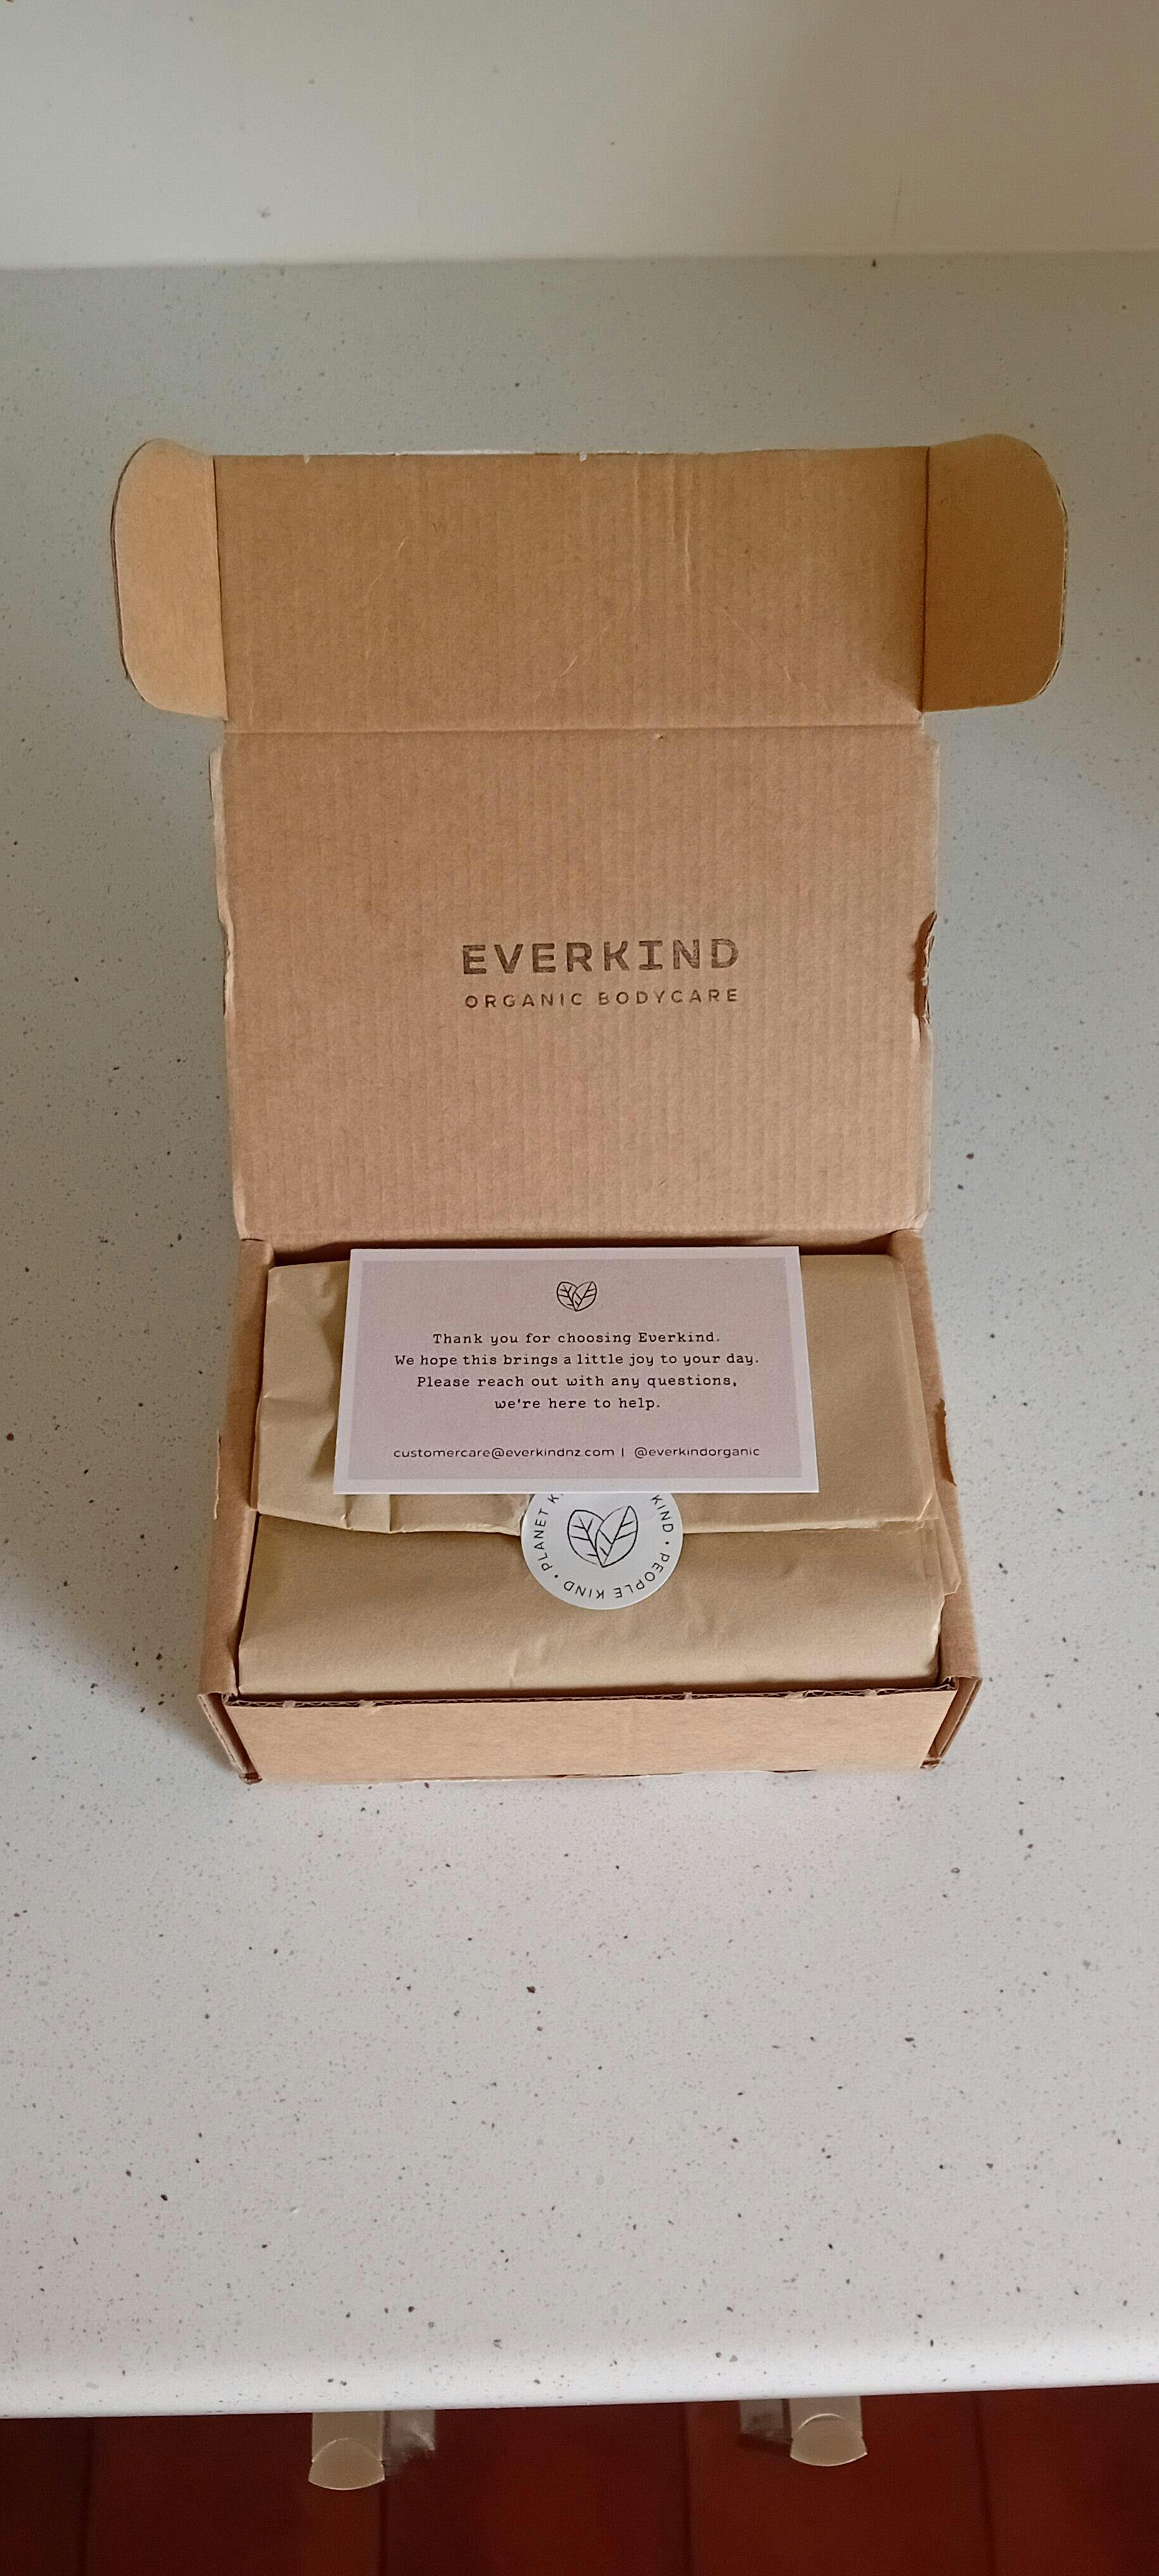 EVERKIND
ORGANIC BODYCARE
Thank you for choosing Everkind.
We hope this brings a little joy to your day.
Please reach out with any questions,
we're here to help.
customercare@everkindnz.com | @everkindorganic
PLANET
KIND • PEOPLE KIND •